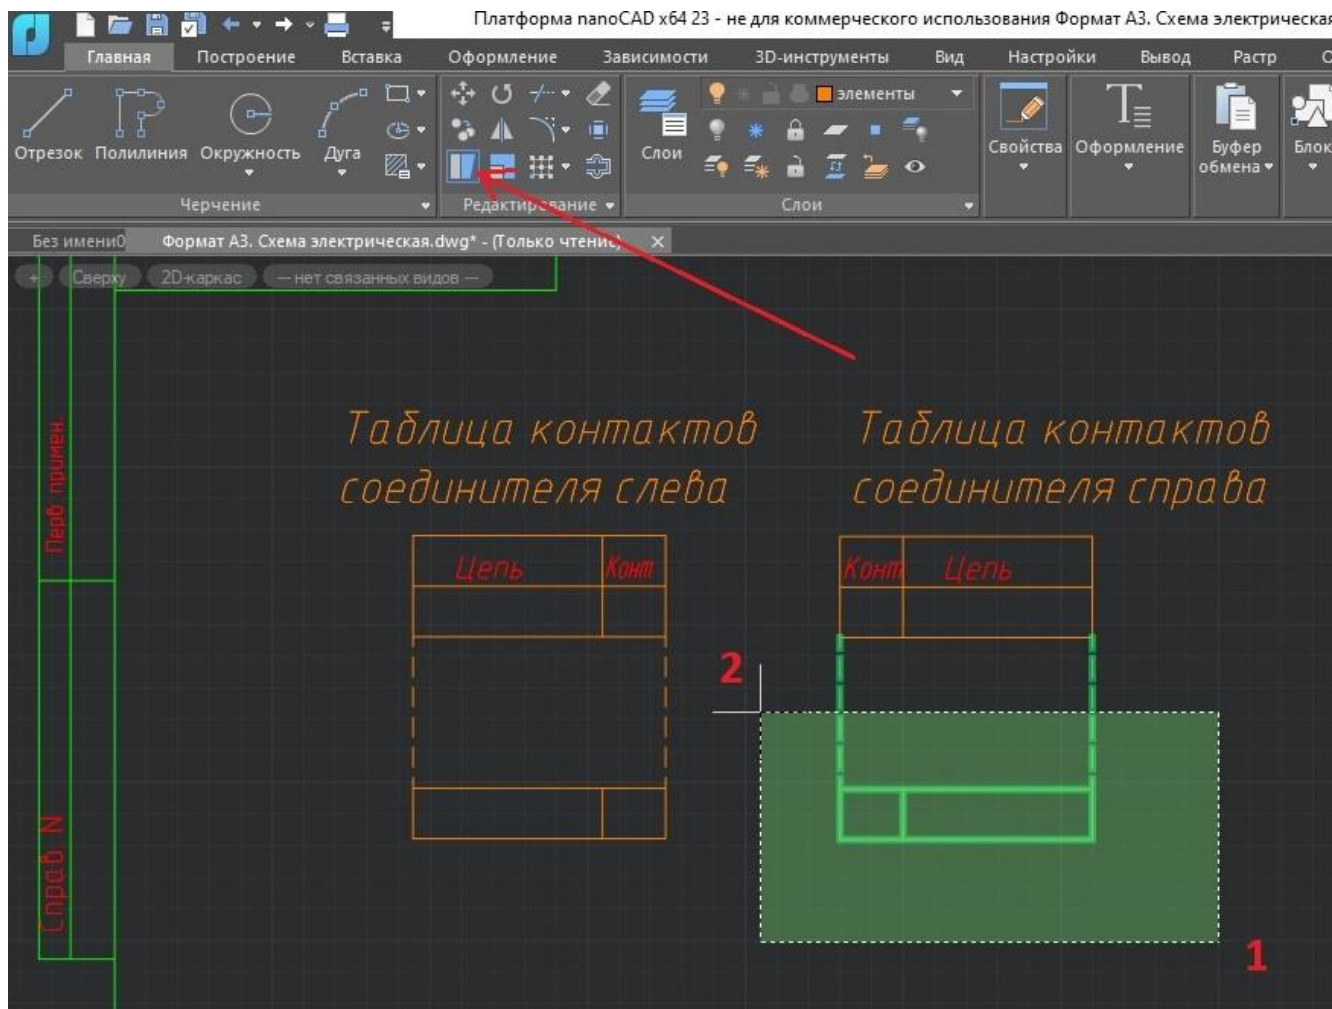 Платформа nanoCAD x64 23 - не для коммерческого использования Формат А3. Схема электрическая
Главная Построение Вставка Оформление Зависимости 3D-инструменты Вид Настройки Вывод Растр
элементы
Отрезок Полилиния Окружность Дуга Слои Свойства Оформление Буфер обмена Блок
Черчение Редактирование Слои
Без имени0 Формат А3. Схема электрическая.dwg* - (Только чтение)
+ Сверху 2D-каркас — нет связанных видов —
Таблица контактов
соединителя слева
Таблица контактов
соединителя справа
Перв примен
Цепь Конт
Конт Цепь
2
Справ N
1